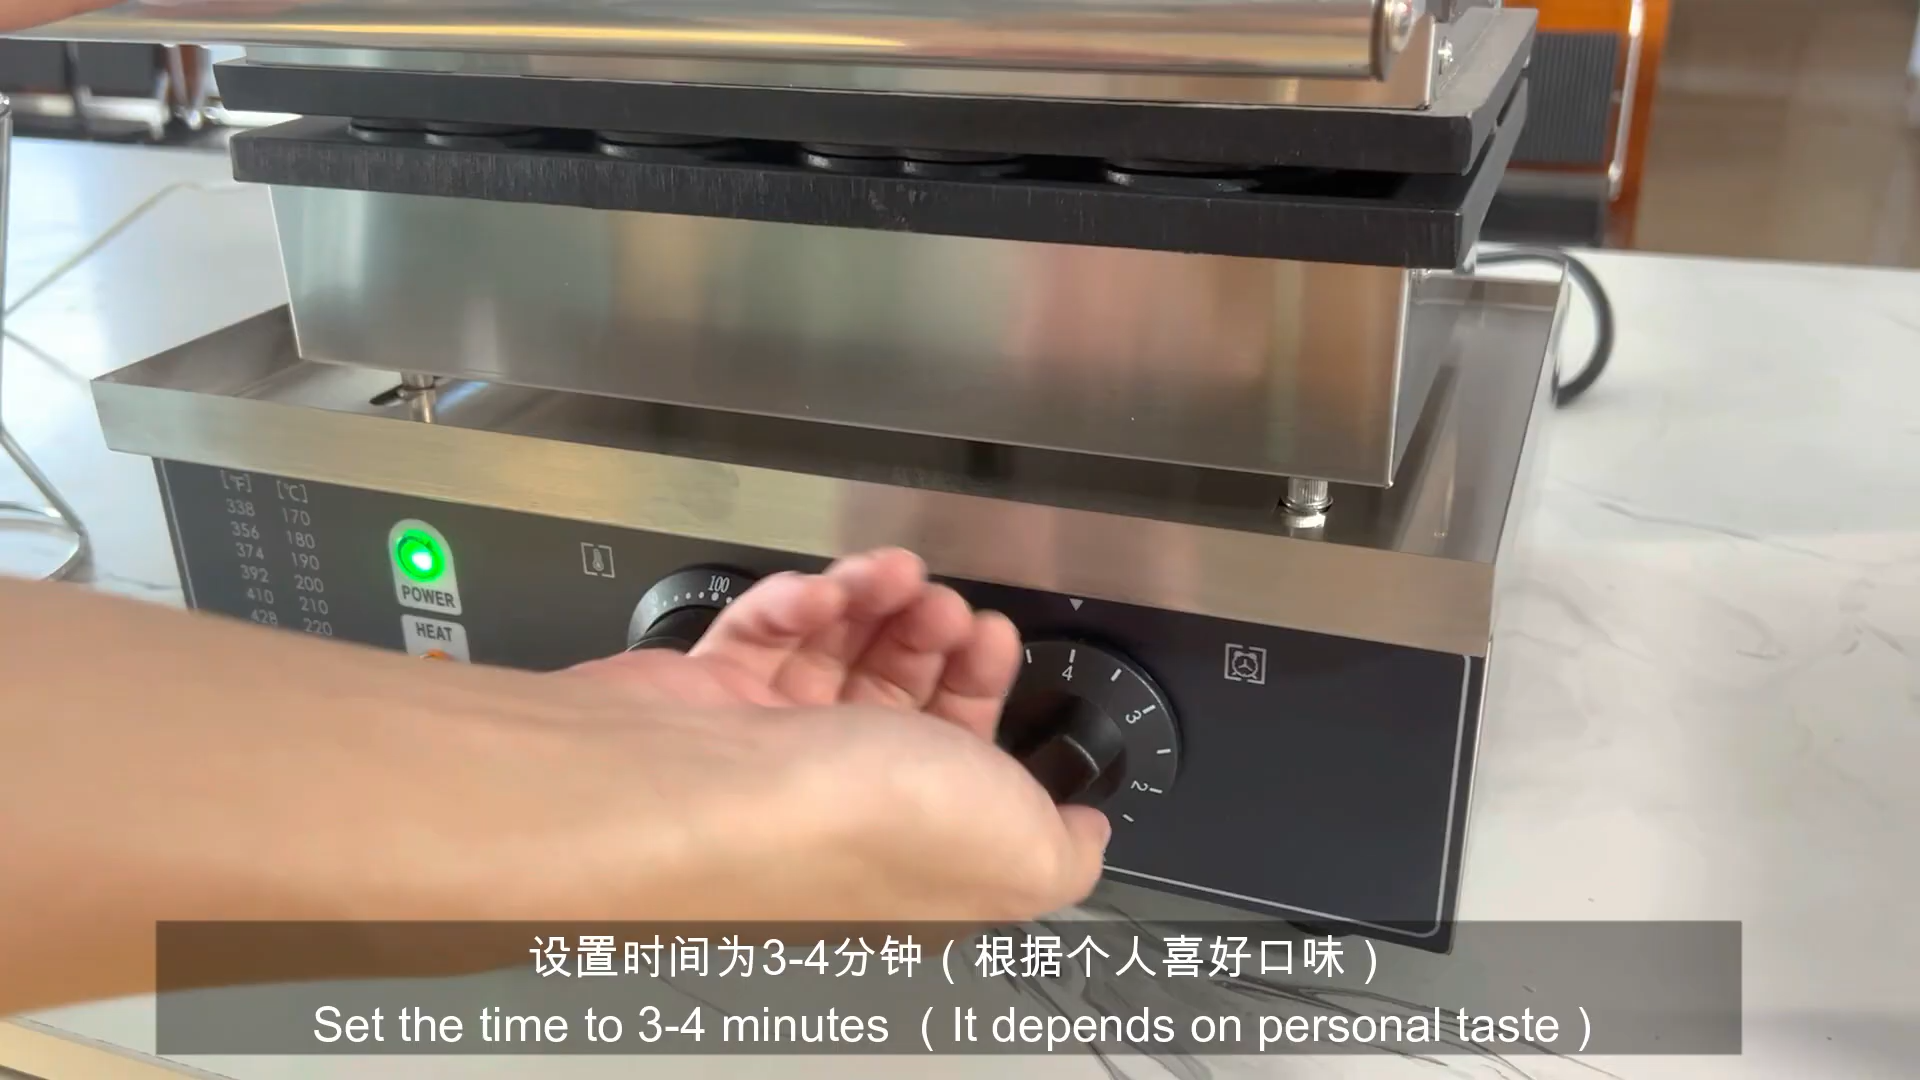 [°F] [°C]
338 170
356 180
374 190
392 200
410 210
428 220
POWER
HEAT
100
4
3
2
设置时间为3-4分钟（根据个人喜好口味）
Set the time to 3-4 minutes （It depends on personal taste）